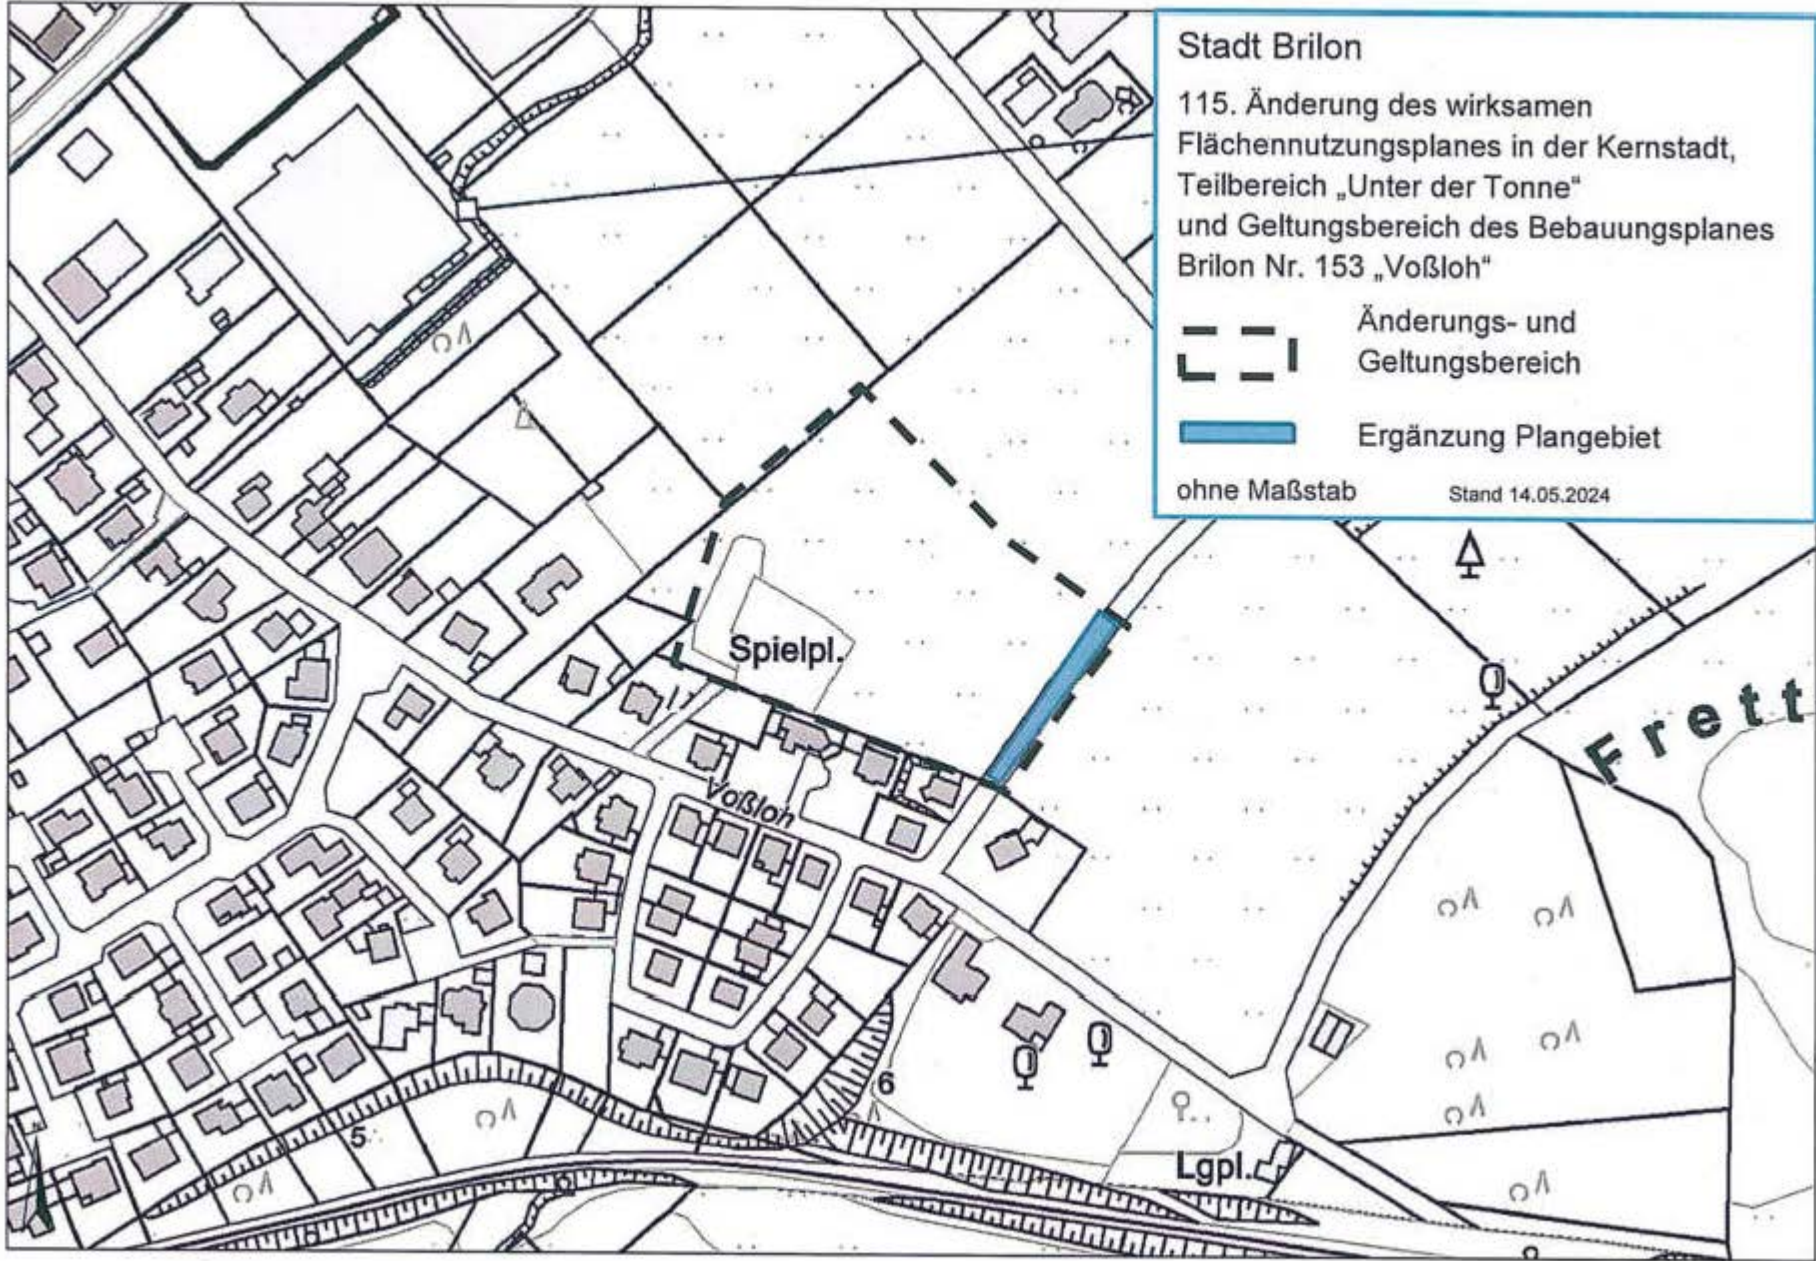 Stadt Brilon
115. Änderung des wirksamen
Flächennutzungsplanes in der Kernstadt,
Teilbereich „Unter der Tonne“
und Geltungsbereich des Bebauungsplanes
Brilon Nr. 153 „Voßloh“
Änderungs- und
Geltungsbereich
Ergänzung Plangebiet
ohne Maßstab Stand 14.05.2024
Spielpl.
Frett
Voßloh
6
5
Lgpl.